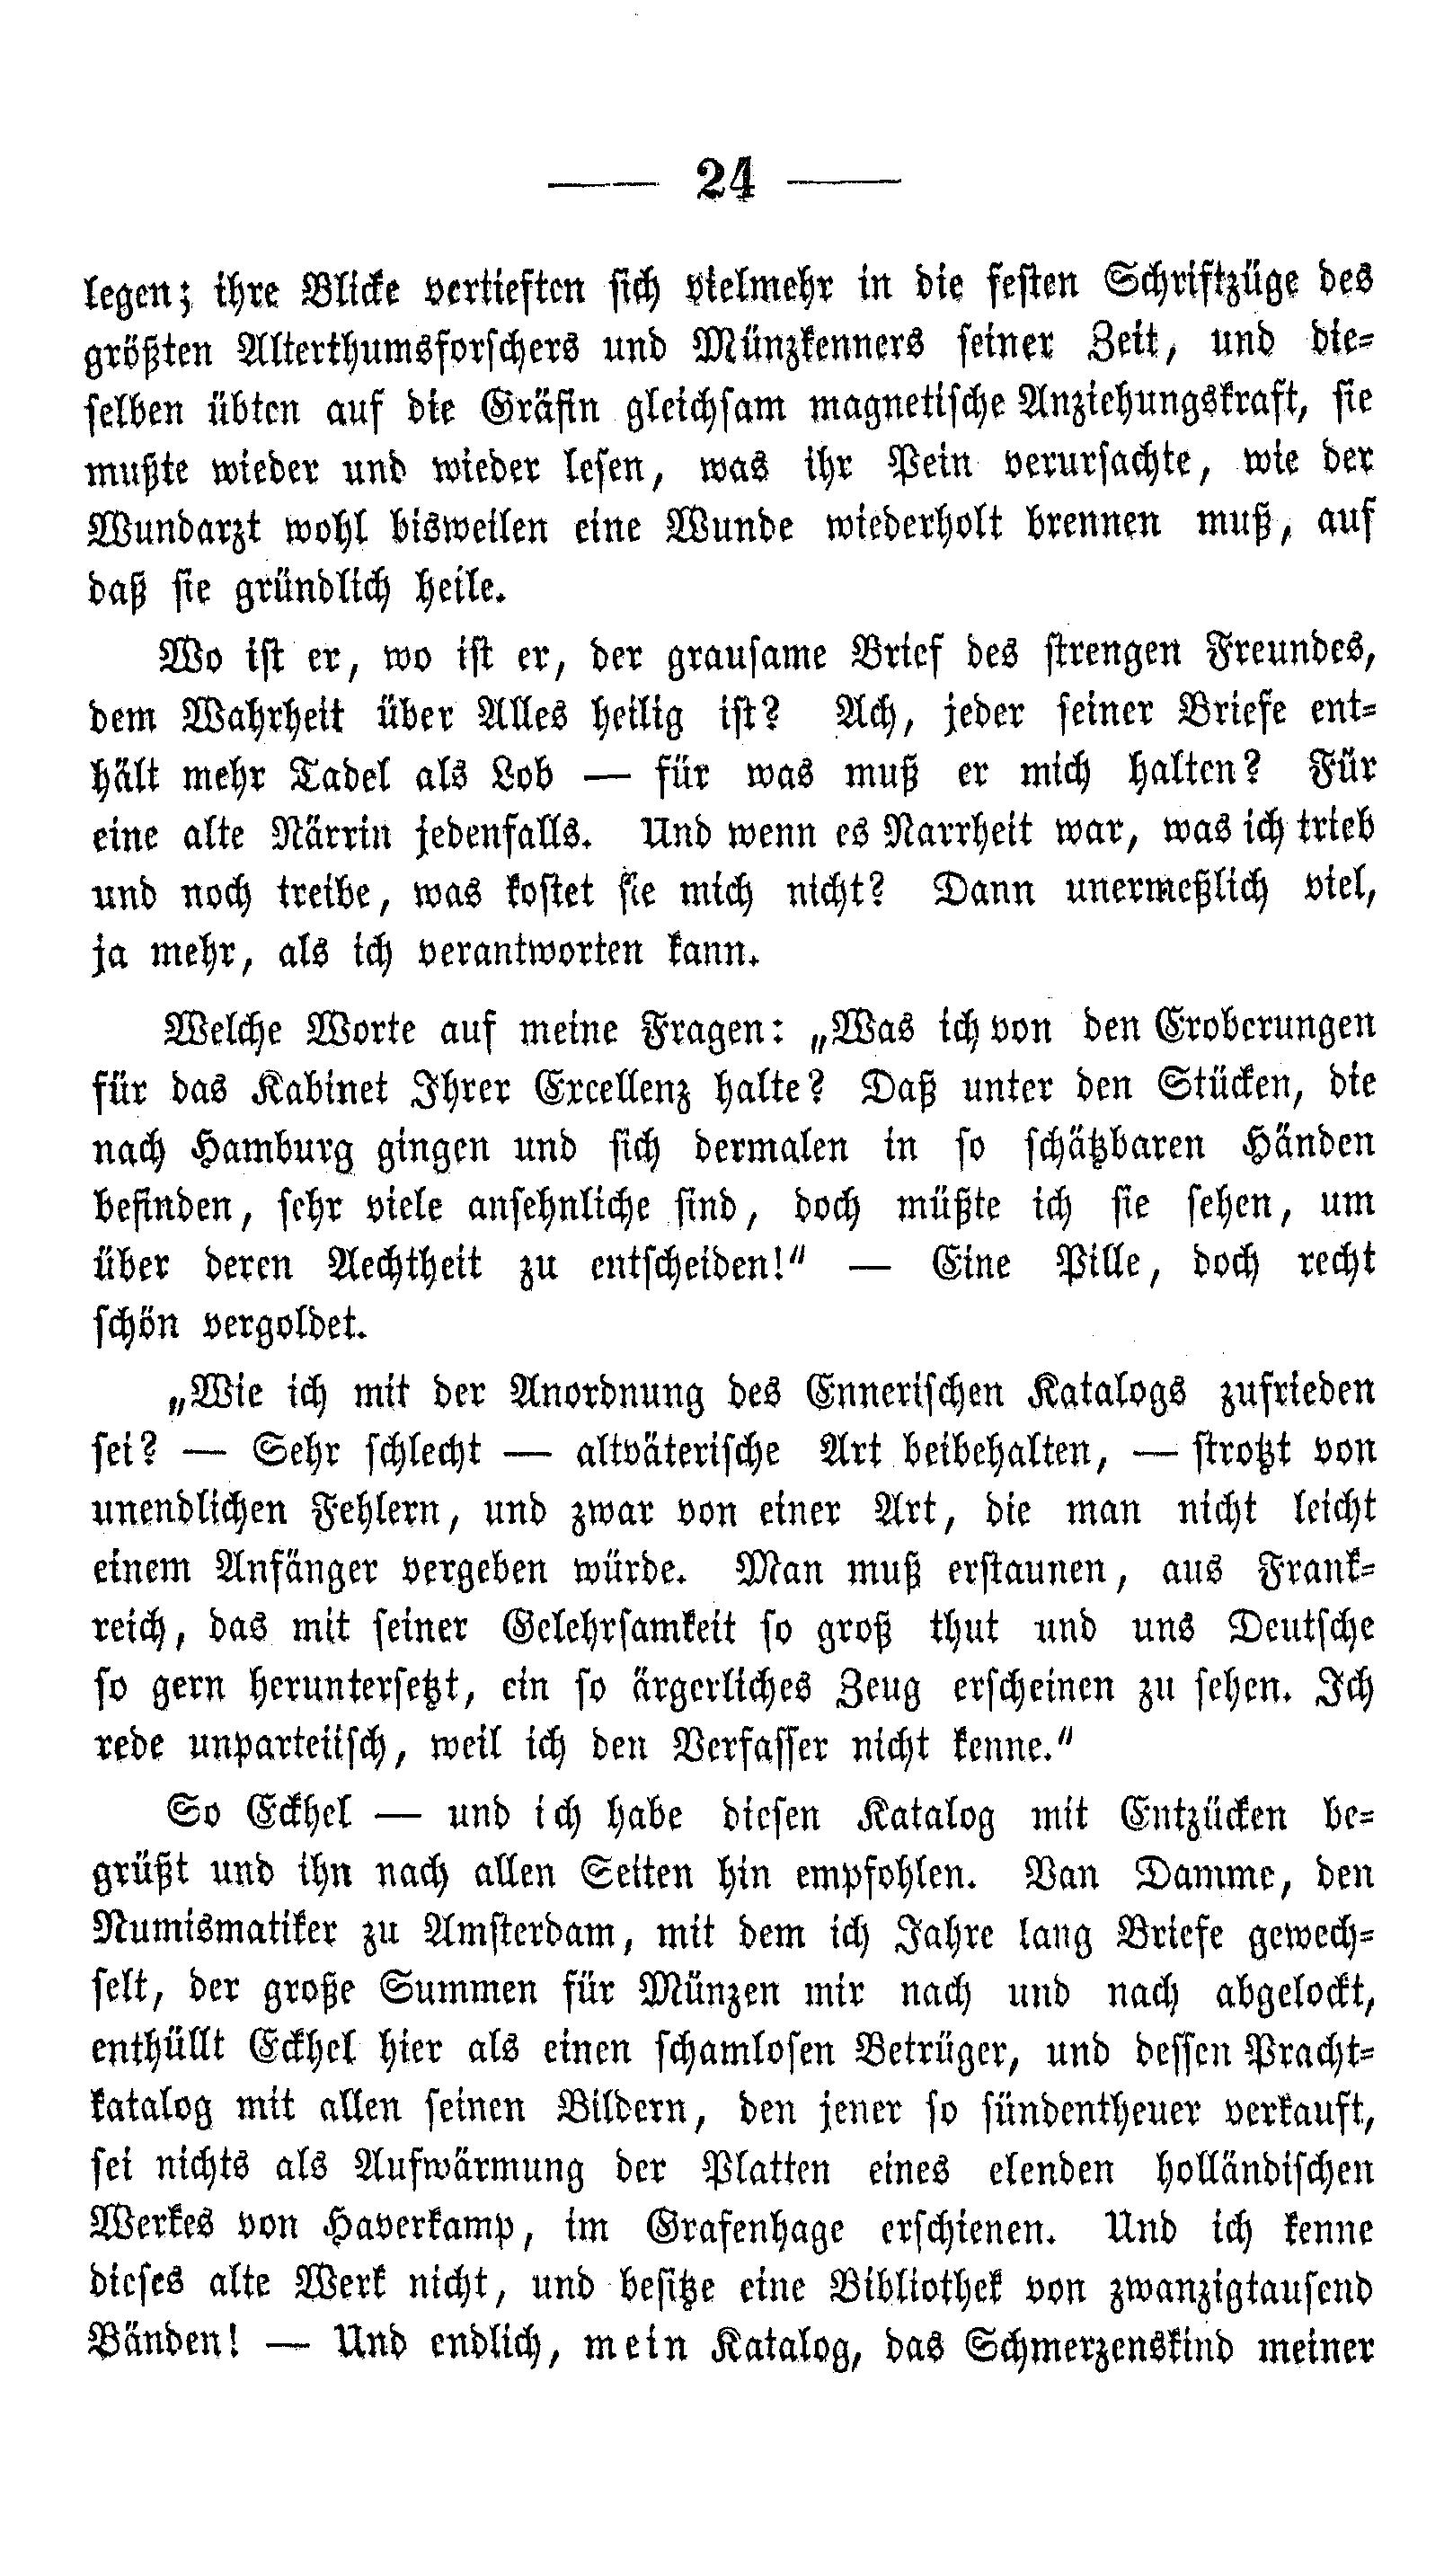 — 24 —
legen; ihre Blicke vertieften sich vielmehr in die festen Schriftzüge des
größten Alterthumsforschers und Münzkenners seiner Zeit, und die-
selben übten auf die Gräfin gleichsam magnetische Anziehungskraft, sie
mußte wieder und wieder lesen, was ihr Pein verursachte, wie der
Wundarzt wohl bisweilen eine Wunde wiederholt brennen muß, auf
daß sie gründlich heile.
Wo ist er, wo ist er, der grausame Brief des strengen Freundes,
dem Wahrheit über Alles heilig ist? Ach, jeder seiner Briefe ent-
hält mehr Tadel als Lob — für was muß er mich halten? Für
eine alte Närrin jedenfalls. Und wenn es Narrheit war, was ich trieb
und noch treibe, was kostet sie mich nicht? Dann unermeßlich viel,
ja mehr, als ich verantworten kann.
Welche Worte auf meine Fragen: „Was ich von den Eroberungen
für das Kabinet Ihrer Excellenz halte? Daß unter den Stücken, die
nach Hamburg gingen und sich dermalen in so schätzbaren Händen
befinden, sehr viele ansehnliche sind, doch müßte ich sie sehen, um
über deren Aechtheit zu entscheiden!“ — Eine Pille, doch recht
schön vergoldet.
„Wie ich mit der Anordnung des Ennerischen Katalogs zufrieden
sei? — Sehr schlecht — altväterische Art beibehalten, — strotzt von
unendlichen Fehlern, und zwar von einer Art, die man nicht leicht
einem Anfänger vergeben würde. Man muß erstaunen, aus Frank-
reich, das mit seiner Gelehrsamkeit so groß thut und uns Deutsche
so gern heruntersetzt, ein so ärgerliches Zeug erscheinen zu sehen. Ich
rede unparteiisch, weil ich den Verfasser nicht kenne.“
So Eckhel — und ich habe diesen Katalog mit Entzücken be-
grüßt und ihn nach allen Seiten hin empfohlen. Van Damme, den
Numismatiker zu Amsterdam, mit dem ich Jahre lang Briefe gewech-
selt, der große Summen für Münzen mir nach und nach abgelockt,
enthüllt Eckhel hier als einen schamlosen Betrüger, und dessen Pracht-
katalog mit allen seinen Bildern, den jener so sündentheuer verkauft,
sei nichts als Aufwärmung der Platten eines elenden holländischen
Werkes von Haverkamp, im Grafenhage erschienen. Und ich kenne
dieses alte Werk nicht, und besitze eine Bibliothek von zwanzigtausend
Bänden! — Und endlich, mein Katalog, das Schmerzenskind meiner